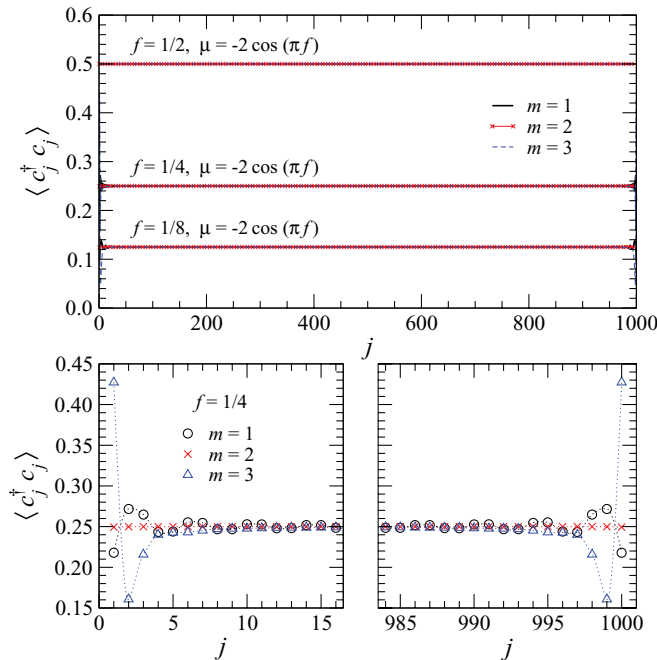 f = 1/2, μ = -2 cos (πf)
m = 1
m = 2
m = 3
f = 1/4, μ = -2 cos (πf)
f = 1/8, μ = -2 cos (πf)
0.6
0.5
0.4
0.3
0.2
0.1
0.0
⟨ c†j cj ⟩
0 200 400 600 800 1000
j
0.45
0.40
0.35
0.30
0.25
0.20
0.15
⟨ c†j cj ⟩
f = 1/4
m = 1
m = 2
m = 3
0 5 10 15
985 990 995 1000
j
j